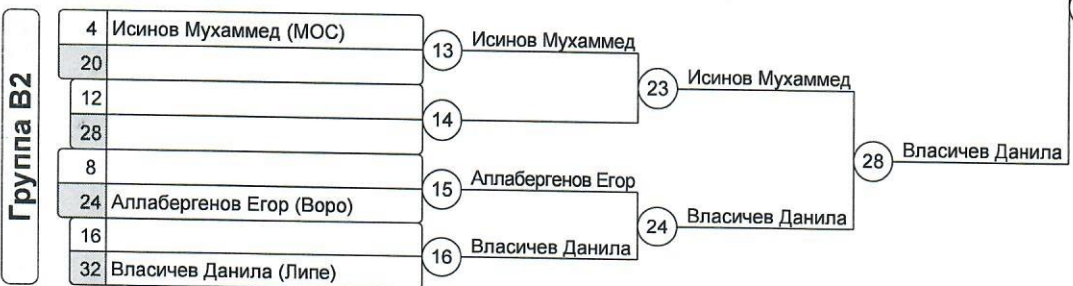 Группа В2
4 Исинов Мухаммед (МОС)
20
12
28
8
24 Аллабергенов Егор (Воро)
16
32 Власичев Данила (Липе)
13 Исинов Мухаммед
14
15 Аллабергенов Егор
16 Власичев Данила
23 Исинов Мухаммед
24 Власичев Данила
28 Власичев Данила